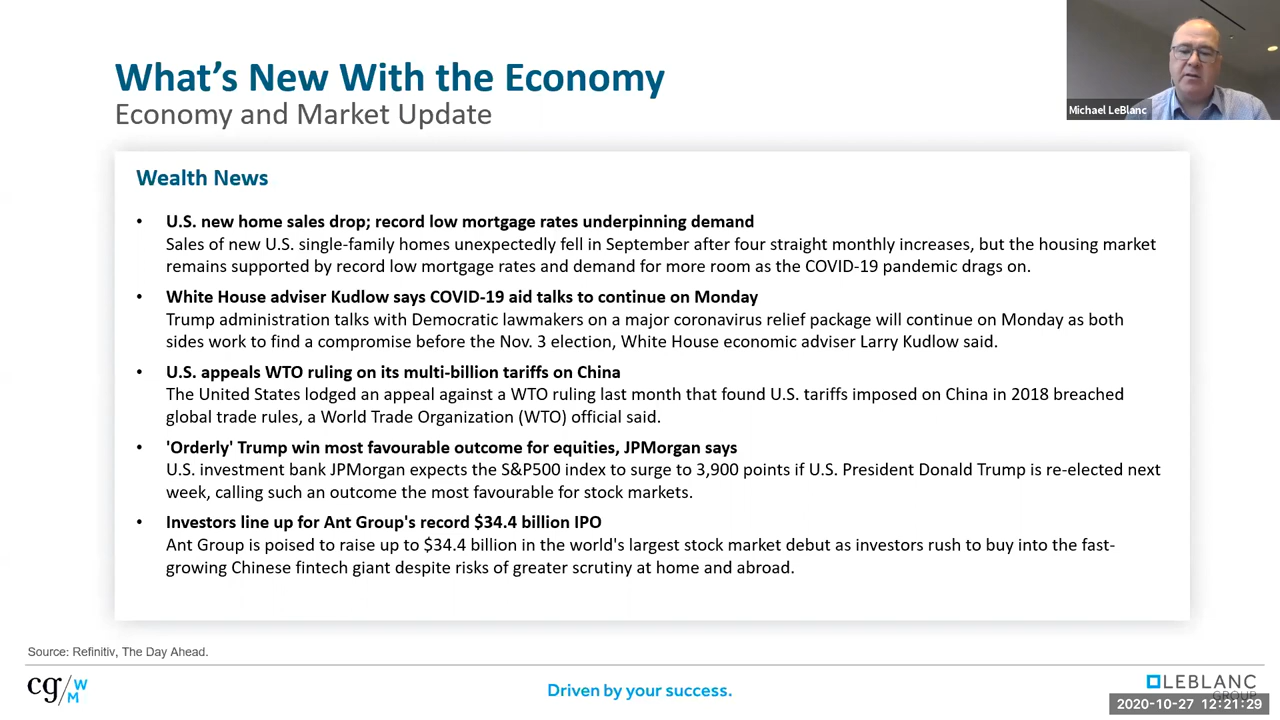 What's New With the Economy
Economy and Market Update
Michael LeBlanc
Wealth News
• U.S. new home sales drop; record low mortgage rates underpinning demand
Sales of new U.S. single-family homes unexpectedly fell in September after four straight monthly increases, but the housing market
remains supported by record low mortgage rates and demand for more room as the COVID-19 pandemic drags on.
• White House adviser Kudlow says COVID-19 aid talks to continue on Monday
Trump administration talks with Democratic lawmakers on a major coronavirus relief package will continue on Monday as both
sides work to find a compromise before the Nov. 3 election, White House economic adviser Larry Kudlow said.
• U.S. appeals WTO ruling on its multi-billion tariffs on China
The United States lodged an appeal against a WTO ruling last month that found U.S. tariffs imposed on China in 2018 breached
global trade rules, a World Trade Organization (WTO) official said.
• 'Orderly' Trump win most favourable outcome for equities, JPMorgan says
U.S. investment bank JPMorgan expects the S&P500 index to surge to 3,900 points if U.S. President Donald Trump is re-elected next
week, calling such an outcome the most favourable for stock markets.
• Investors line up for Ant Group's record $34.4 billion IPO
Ant Group is poised to raise up to $34.4 billion in the world's largest stock market debut as investors rush to buy into the fast-
growing Chinese fintech giant despite risks of greater scrutiny at home and abroad.
Source: Refinitiv, The Day Ahead.
cg/WM
Driven by your success.
LEBLANC
GROUP
2020-10-27 12:21:29